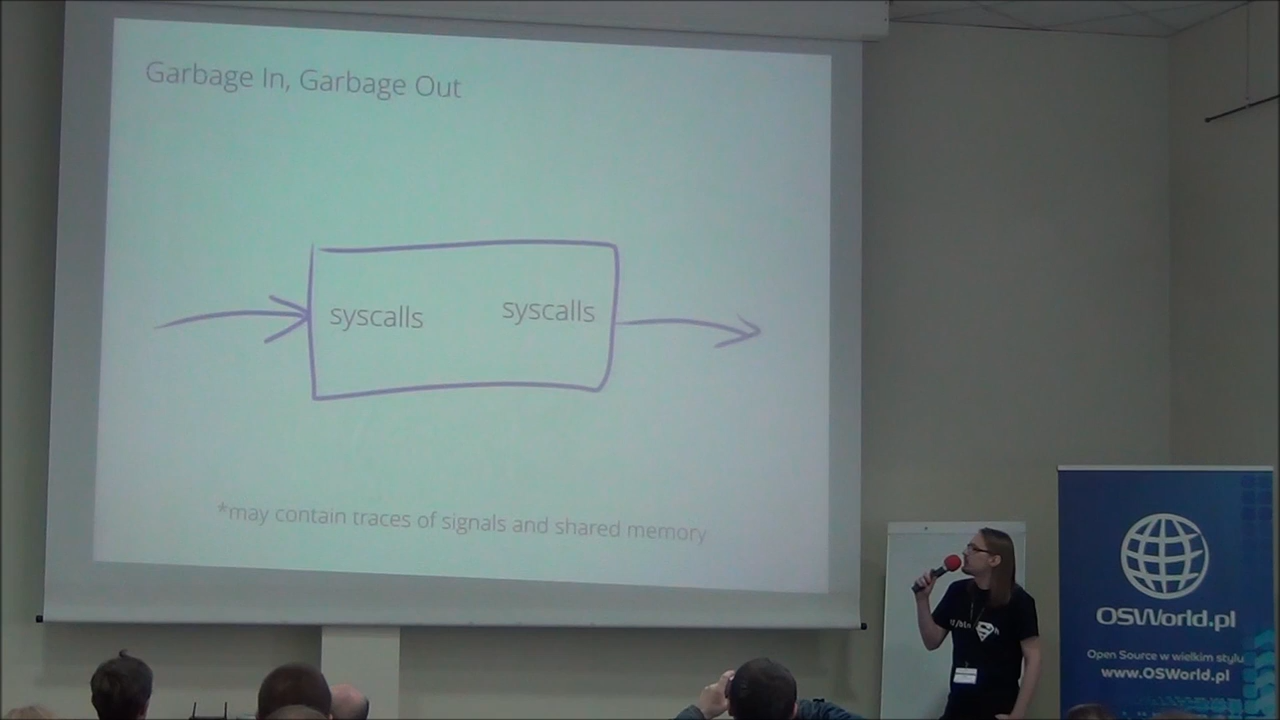 Garbage In, Garbage Out
syscalls
syscalls
*may contain traces of signals and shared memory
OSWorld.pl
Open Source w wielkim stylu
www.OSWorld.pl